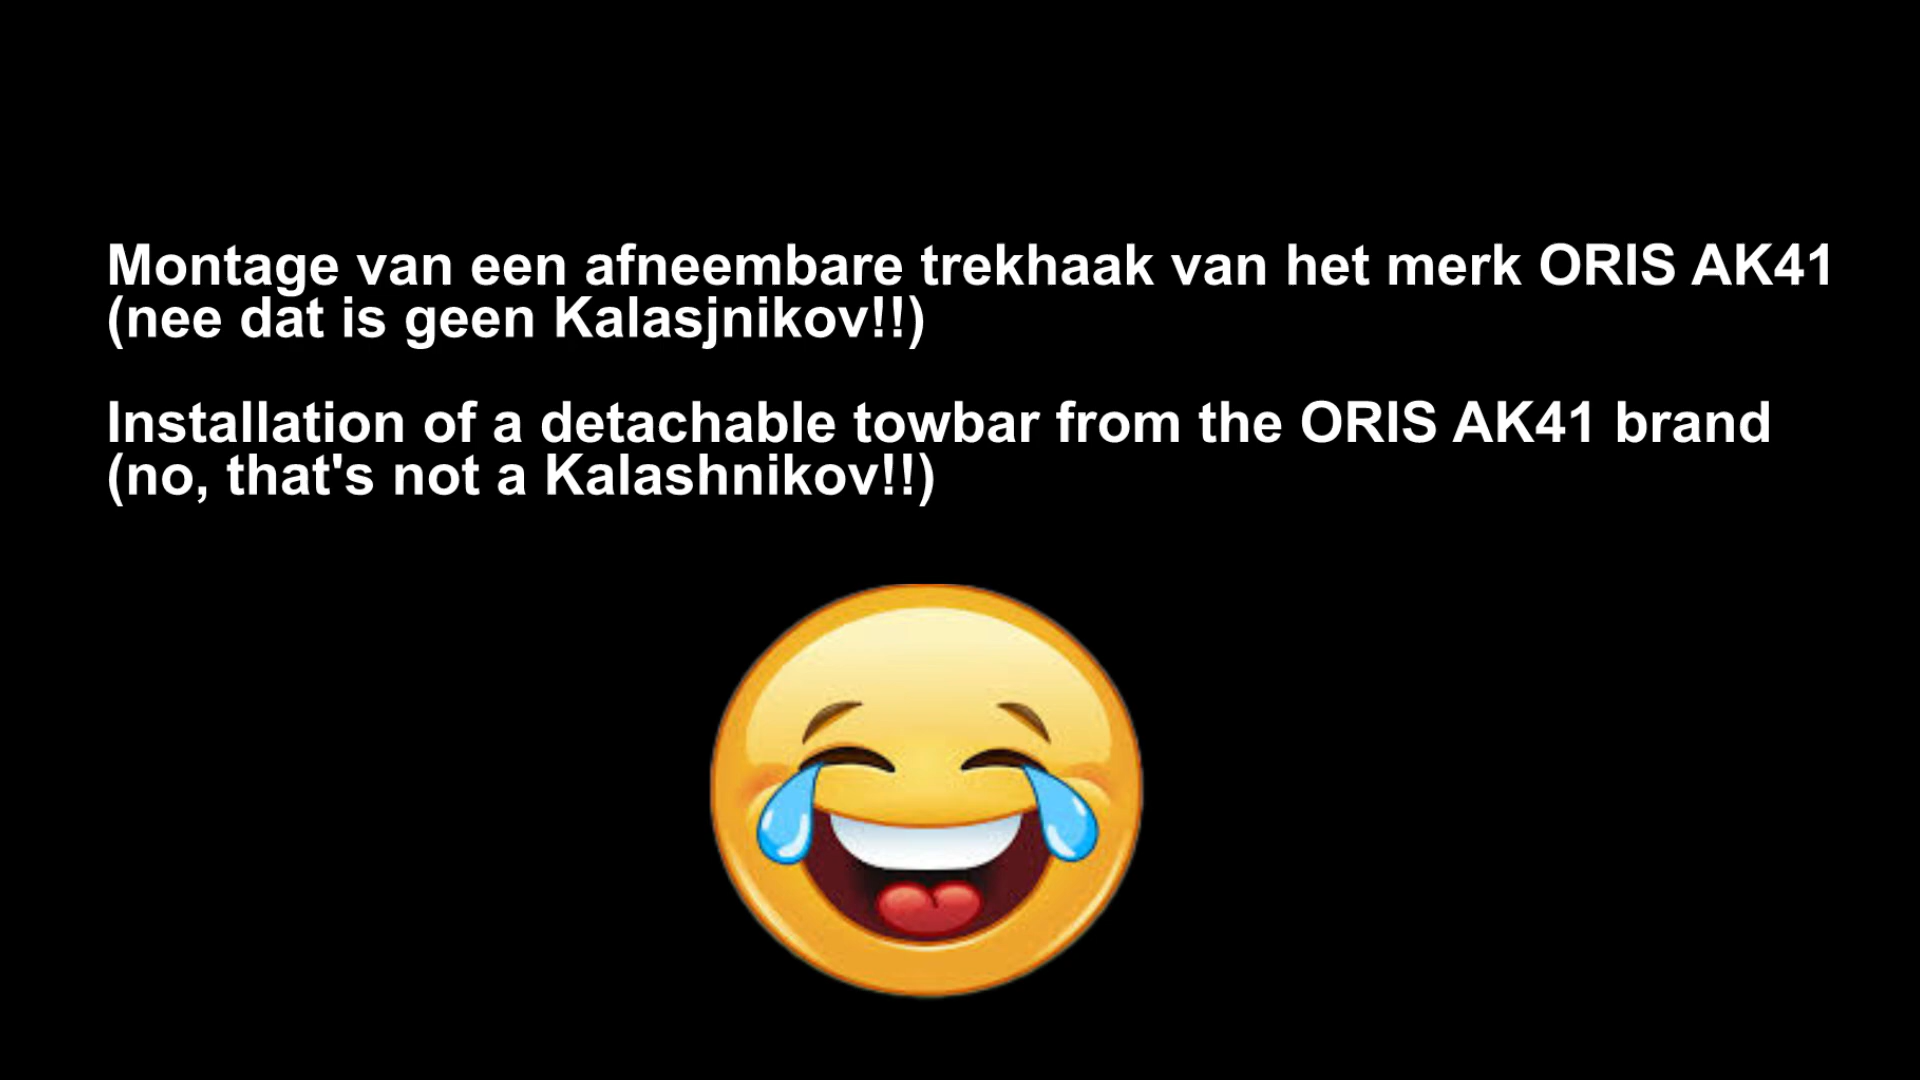 Montage van een afneembare trekhaak van het merk ORIS AK41
(nee dat is geen Kalasjnikov!!)
Installation of a detachable towbar from the ORIS AK41 brand
(no, that's not a Kalashnikov!!)